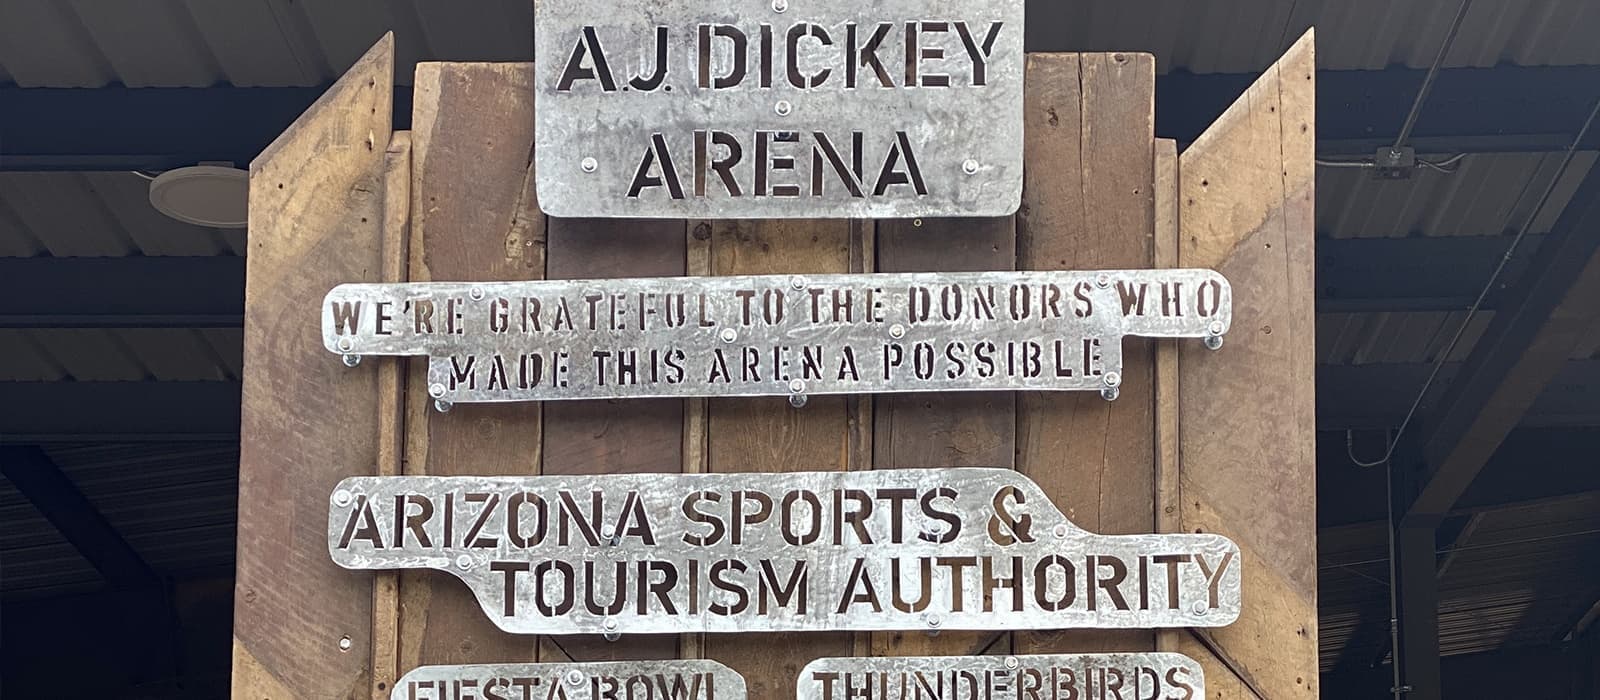 A.J. DICKEY
ARENA
WE'RE GRATEFUL TO THE DONORS WHO
MADE THIS ARENA POSSIBLE
ARIZONA SPORTS &
TOURISM AUTHORITY
FIESTA BOWL
THUNDERBIRDS